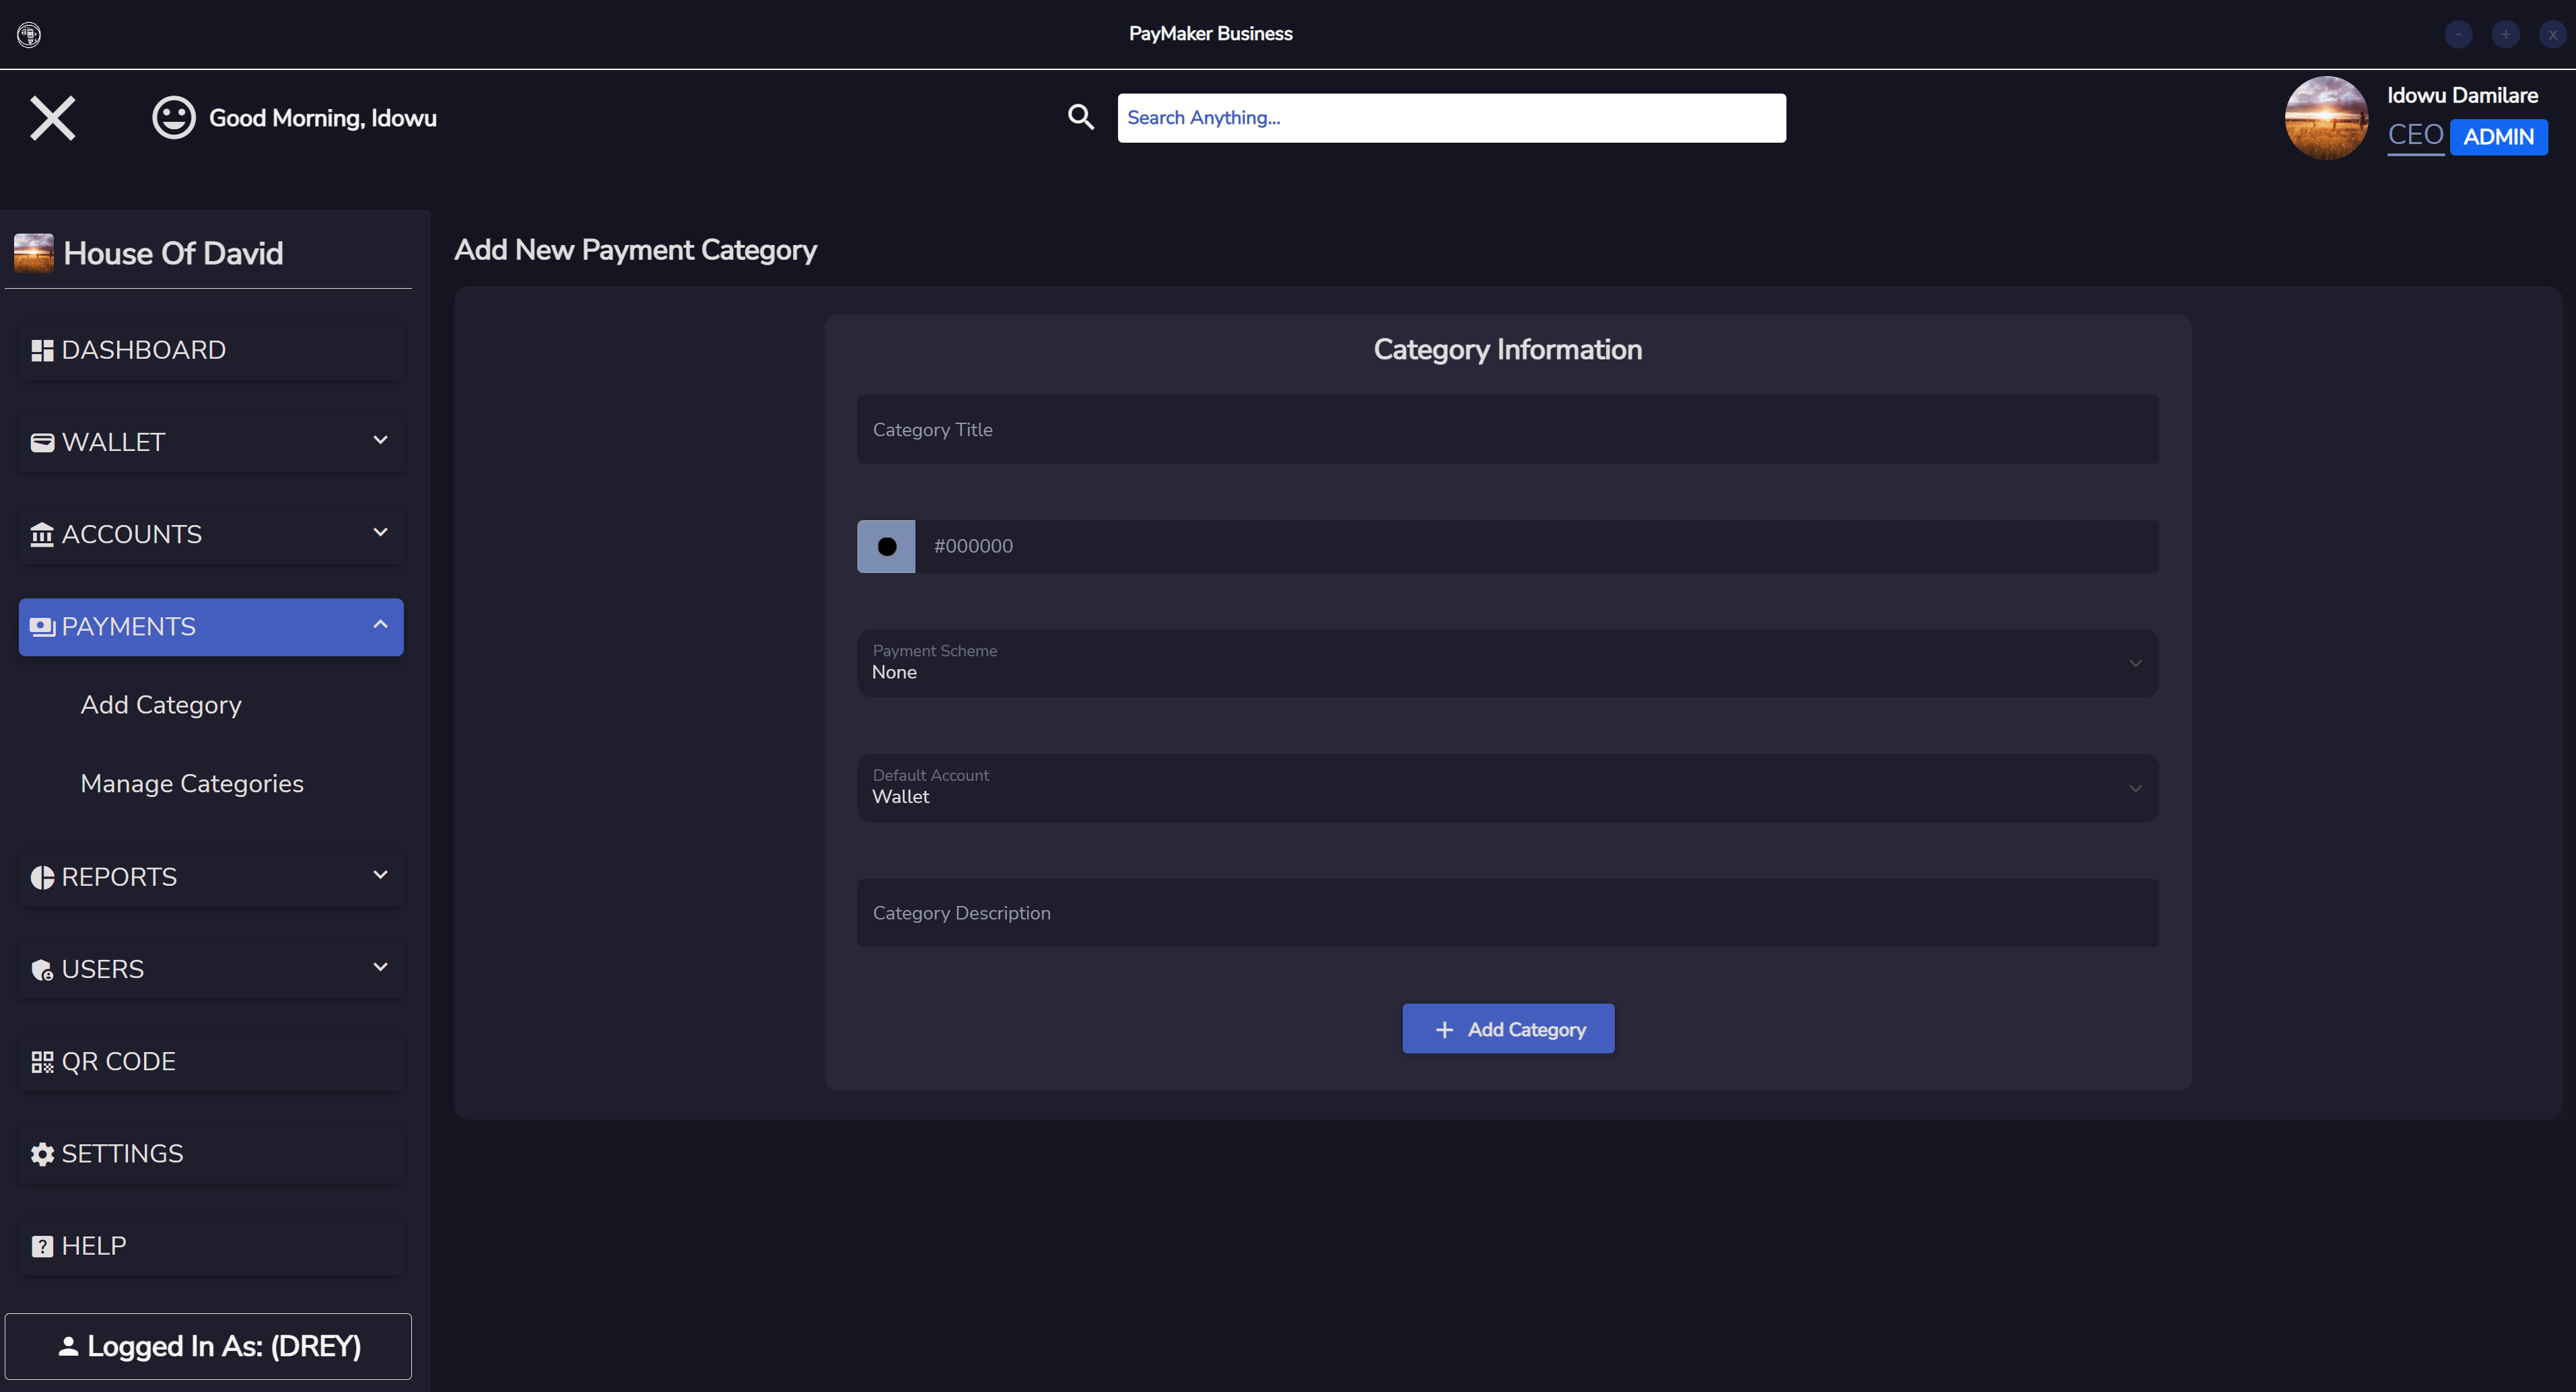 PayMaker Business
-
+
x
Good Morning, Idowu
Search Anything...
Idowu Damilare
CEO ADMIN
House Of David
DASHBOARD
WALLET
ACCOUNTS
PAYMENTS
Add Category
Manage Categories
REPORTS
USERS
QR CODE
SETTINGS
HELP
Logged In As: (DREY)
Add New Payment Category
Category Information
Category Title
#000000
Payment Scheme
None
Default Account
Wallet
Category Description
+ Add Category